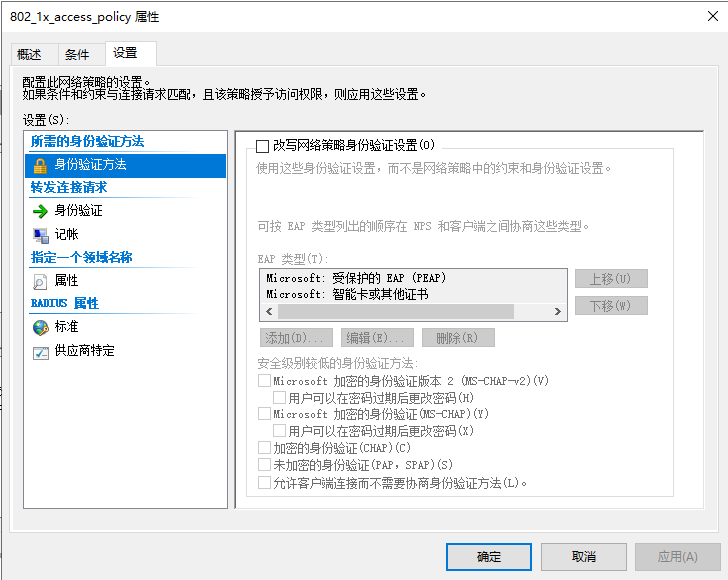 802_1x_access_policy 属性
概述
条件
设置
配置此网络策略的设置。
如果条件和约束与连接请求匹配，且该策略授予访问权限，则应用这些设置。
设置(S):
所需的身份验证方法
身份验证方法
转发连接请求
身份验证
记帐
指定一个领域名称
属性
RADIUS 属性
标准
供应商特定
改写网络策略身份验证设置(O)
使用这些身份验证设置，而不是网络策略中的约束和身份验证设置。
可按 EAP 类型列出的顺序在 NPS 和客户端之间协商这些类型。
EAP 类型(T):
Microsoft: 受保护的 EAP (PEAP)
Microsoft: 智能卡或其他证书
上移(U)
下移(W)
添加(D)...
编辑(E)...
删除(R)
安全级别较低的身份验证方法:
Microsoft 加密的身份验证版本 2 (MS-CHAP-v2)(V)
用户可以在密码过期后更改密码(H)
Microsoft 加密的身份验证(MS-CHAP)(Y)
用户可以在密码过期后更改密码(X)
加密的身份验证(CHAP)(C)
未加密的身份验证(PAP，SPAP)(S)
允许客户端连接而不需要协商身份验证方法(L)。
确定
取消
应用(A)